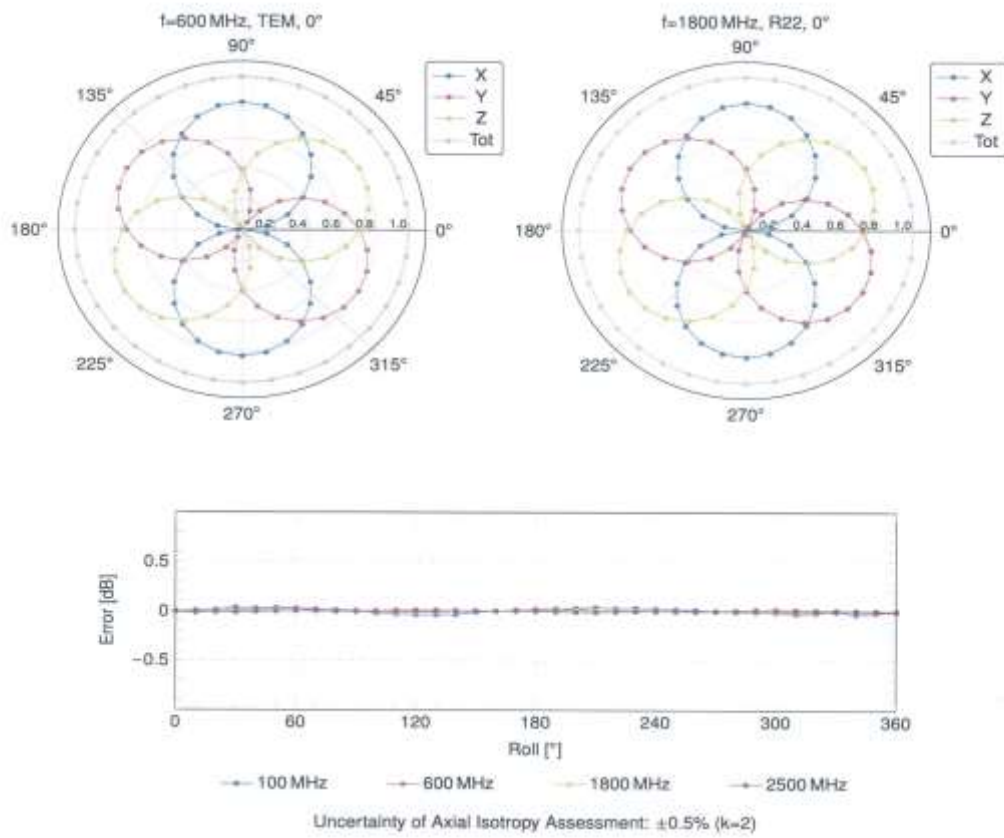 f=600 MHz, TEM, 0°
90°
135°
45°
180°
0.2 0.4 0.6 0.8 1.0
0°
225°
315°
270°
X
Y
Z
Tot
f=1800 MHz, R22, 0°
90°
135°
45°
180°
0.2 0.4 0.6 0.8 1.0
0°
225°
315°
270°
X
Y
Z
Tot
Error [dB]
0.5
0
−0.5
0 60 120 180 240 300 360
Roll [°]
100 MHz 600 MHz 1800 MHz 2500 MHz
Uncertainty of Axial Isotropy Assessment: ±0.5% (k=2)